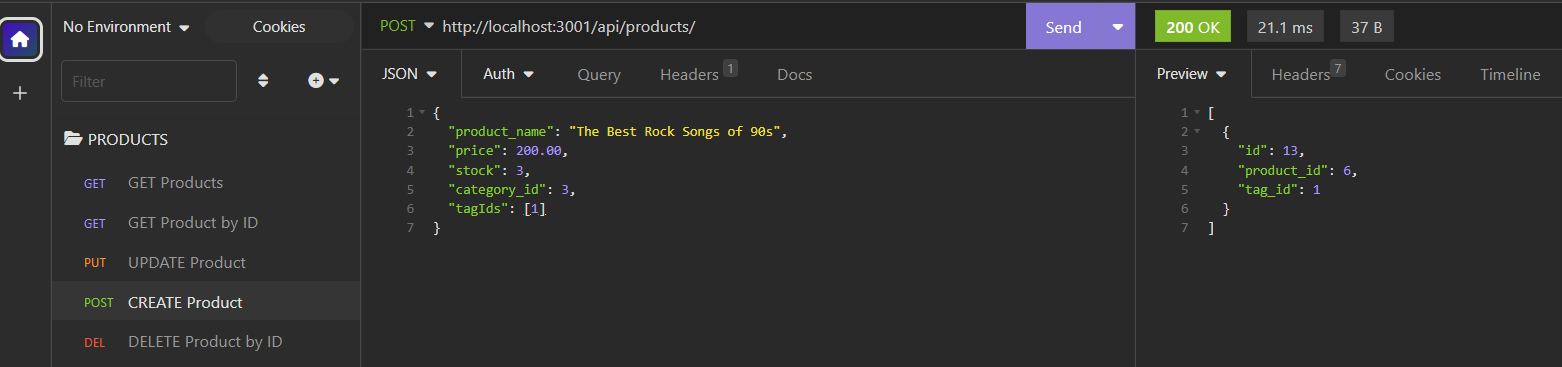 No Environment
Cookies
Filter
PRODUCTS
GET GET Products
GET GET Product by ID
PUT UPDATE Product
POST CREATE Product
DEL DELETE Product by ID
POST http://localhost:3001/api/products/
Send
JSON Auth Query Headers 1 Docs
1 {
2 "product_name": "The Best Rock Songs of 90s",
3 "price": 200.00,
4 "stock": 3,
5 "category_id": 3,
6 "tagIds": [1]
7 }
200 OK 21.1 ms 37 B
Preview Headers 7 Cookies Timeline
1 [
2 {
3 "id": 13,
4 "product_id": 6,
5 "tag_id": 1
6 }
7 ]